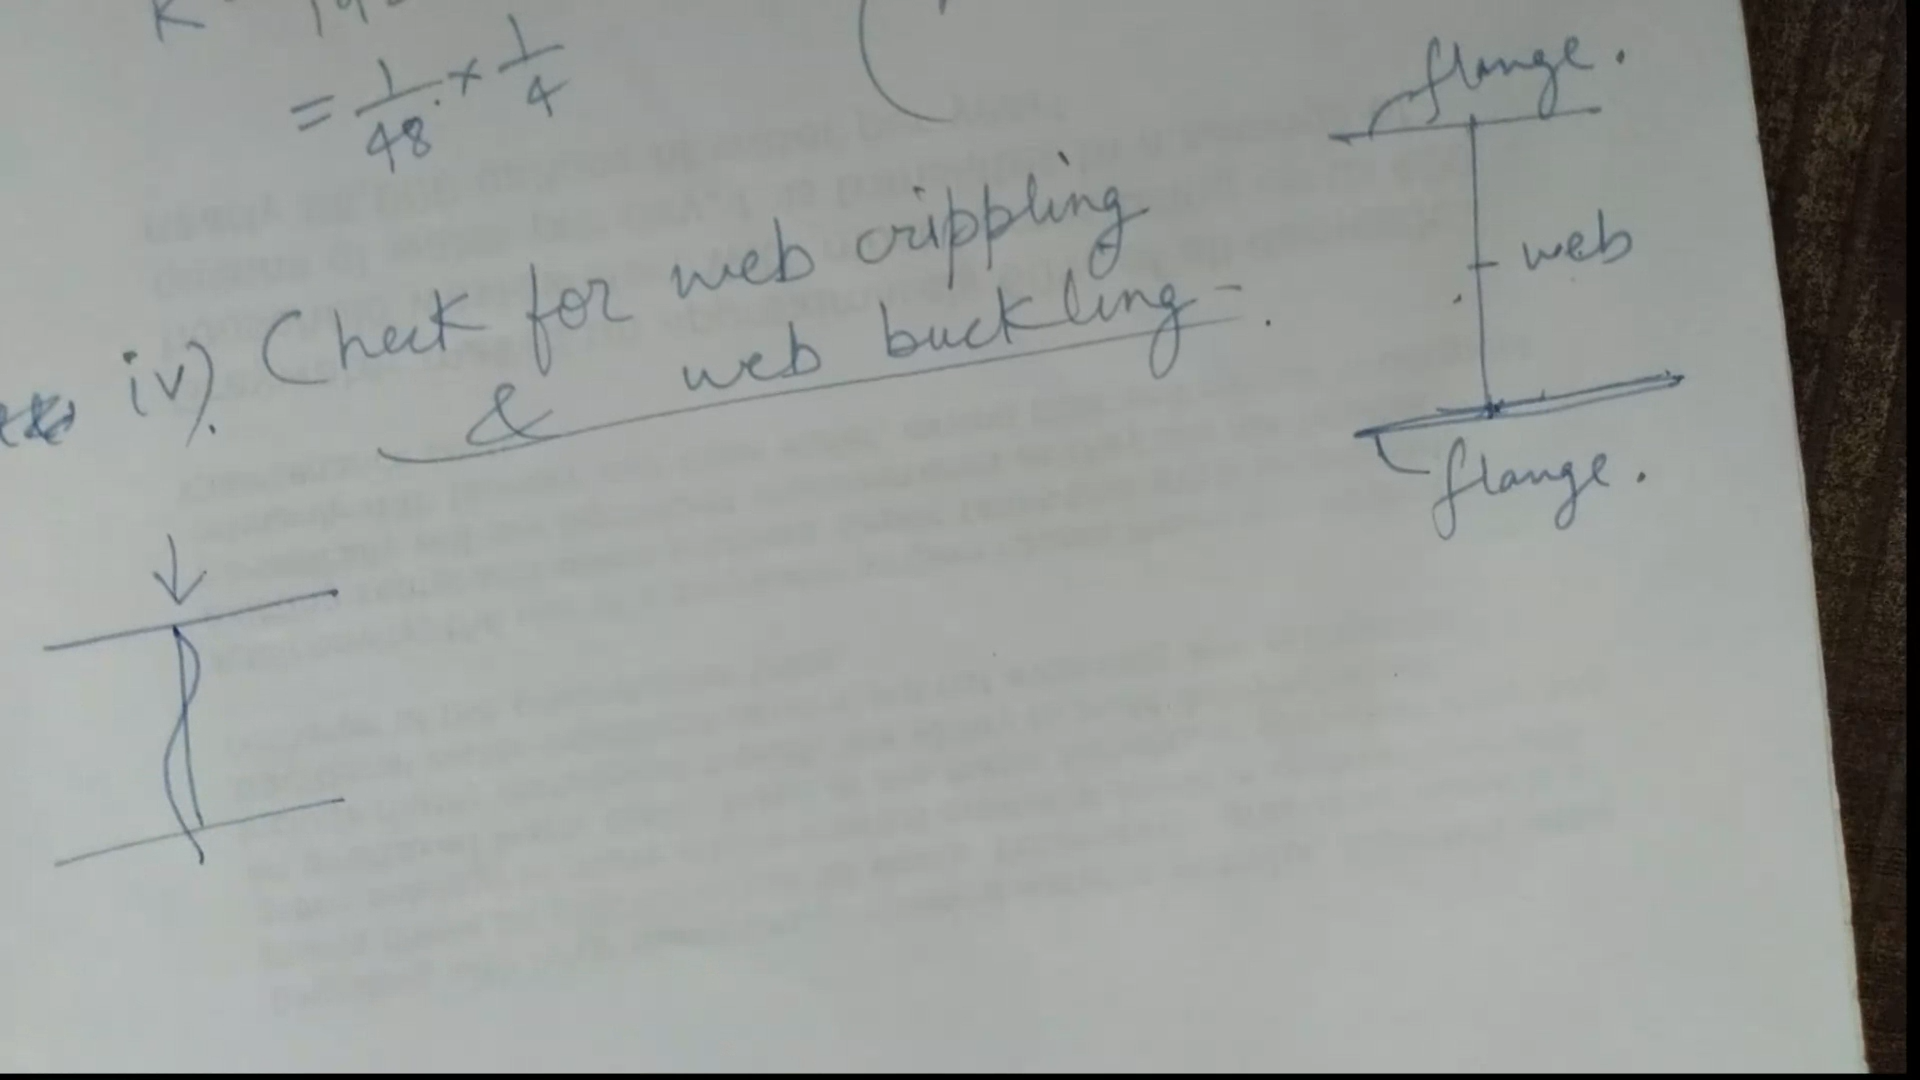 = 1/48 × 1/4
iv). Check for web crippling
& web buckling -.
flange.
web
flange.